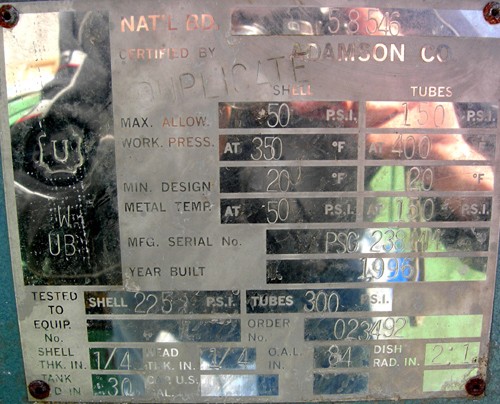 NAT'L BD. 58546
CERTIFIED BY ADAMSON CO
DUPLICATE
SHELL TUBES
MAX. ALLOW. 50 P.S.I. 150 P.S.I.
WORK. PRESS. AT 350 °F AT 400 °F
U
MIN. DESIGN 20 °F 20 °F
METAL TEMP. AT 50 P.S.I. AT 150 P.S.I.
W
UB
MFG. SERIAL No. PSC
YEAR BUILT 1995
TESTED TO SHELL 225 P.S.I. TUBES 300 P.S.I.
EQUIP. No. ORDER No. 023492
SHELL THK. IN. 1/4 HEAD THK. IN. 1/4 O.A.L. IN. 84 DISH RAD. IN. 2:1
TANK 30 U.S.